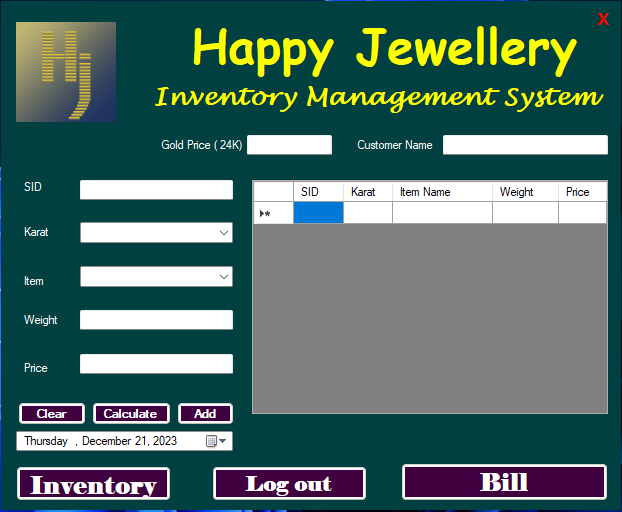 X
Hj
Happy Jewellery
Inventory Management System
Gold Price ( 24K)
Customer Name
SID
Karat
Item
Weight
Price
SID Karat Item Name Weight Price
Clear Calculate Add
Thursday , December 21, 2023
Inventory Log out Bill